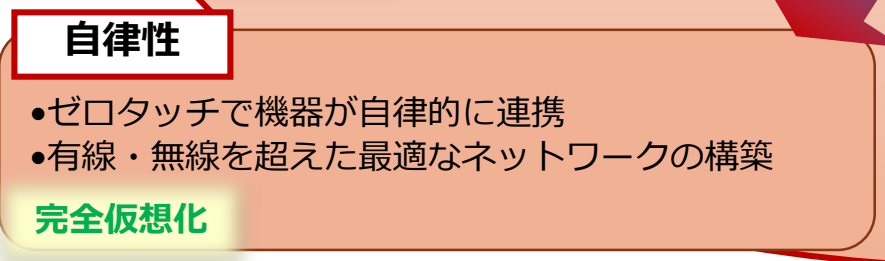 自律性
•ゼロタッチで機器が自律的に連携
•有線・無線を超えた最適なネットワークの構築
完全仮想化